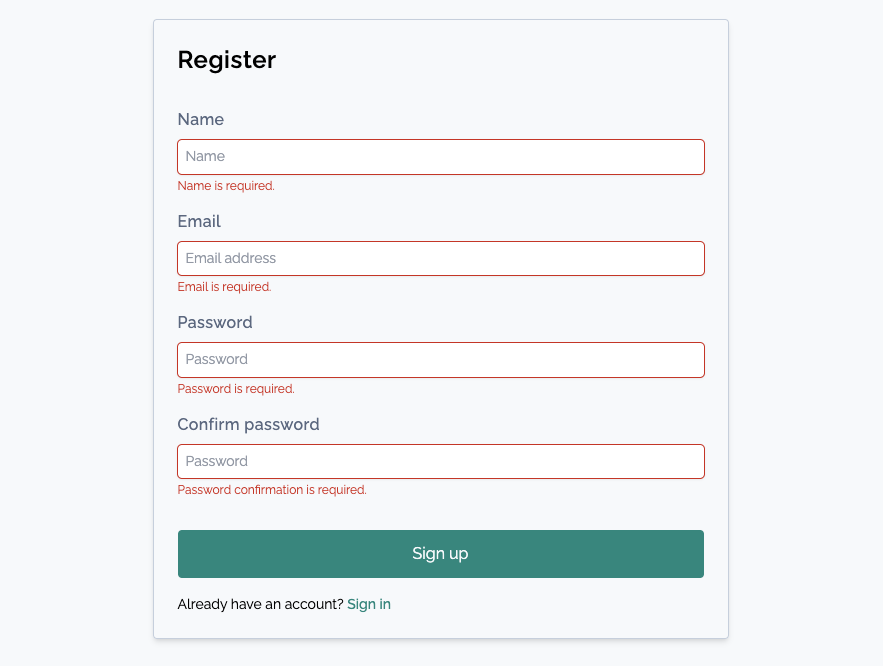 Register
Name
Name
Name is required.
Email
Email address
Email is required.
Password
Password
Password is required.
Confirm password
Password
Password confirmation is required.
Sign up
Already have an account? Sign in